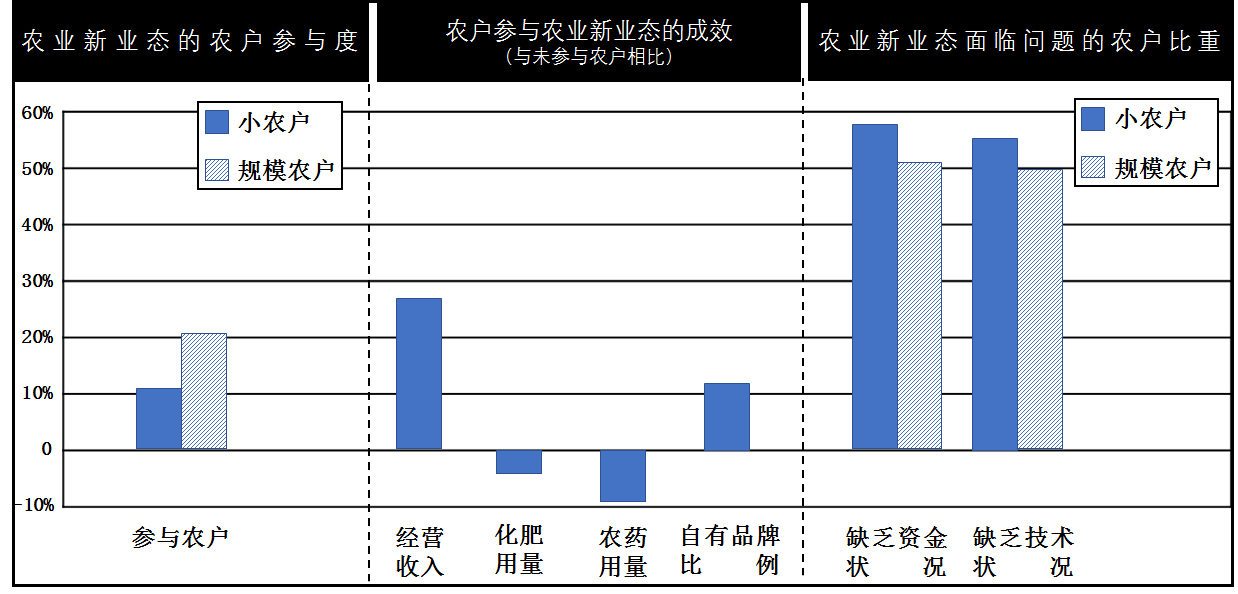 农业新业态的农户参与度
农户参与农业新业态的成效
(与未参与农户相比)
农业新业态面临问题的农户比重
60%
50%
40%
30%
20%
10%
0
-10%
小农户
规模农户
小农户
规模农户
参与农户
经营
收入
化肥
用量
农药
用量
自有品牌
比 例
缺乏资金
状 况
缺乏技术
状 况